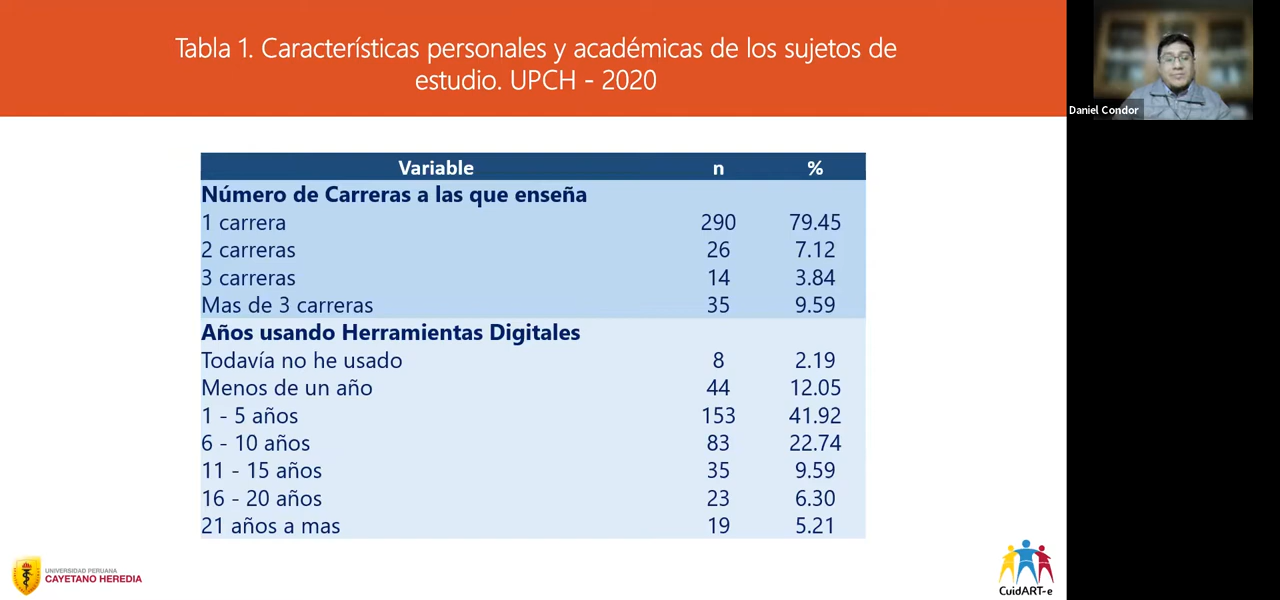 Tabla 1. Características personales y académicas de los sujetos de
estudio. UPCH - 2020
Daniel Condor
Variable n %
Número de Carreras a las que enseña
1 carrera 290 79.45
2 carreras 26 7.12
3 carreras 14 3.84
Mas de 3 carreras 35 9.59
Años usando Herramientas Digitales
Todavía no he usado 8 2.19
Menos de un año 44 12.05
1 - 5 años 153 41.92
6 - 10 años 83 22.74
11 - 15 años 35 9.59
16 - 20 años 23 6.30
21 años a mas 19 5.21
UNIVERSIDAD PERUANA
CAYETANO HEREDIA
CuidART-e